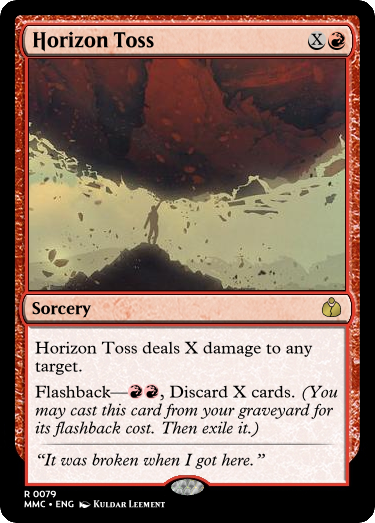 Horizon Toss X
Sorcery
Horizon Toss deals X damage to any
target.
Flashback—, Discard X cards. (You
may cast this card from your graveyard for
its flashback cost. Then exile it.)
“It was broken when I got here.”
R 0079
MMC • ENG Kuldar Leement